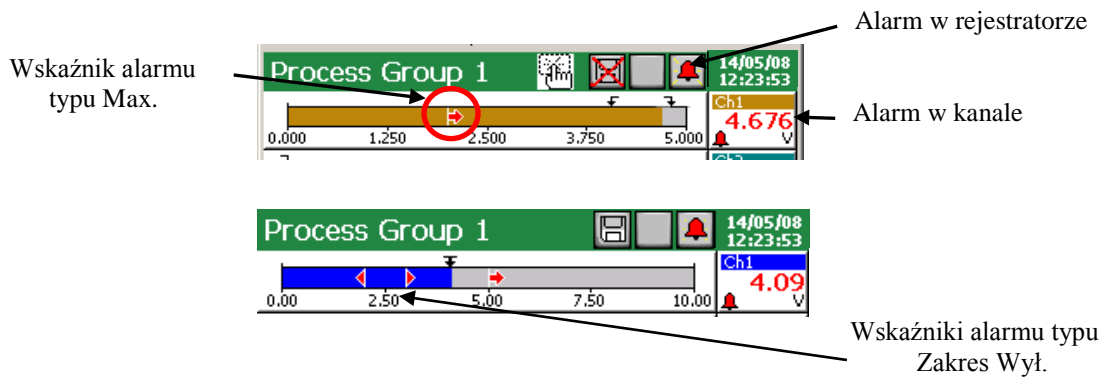 Alarm w rejestratorze
Wskaźnik alarmu
typu Max.
Process Group 1
14/05/08
12:23:53
Ch1
4.676
V
0.000 1.250 2.500 3.750 5.000
Alarm w kanale
Process Group 1
14/05/08
12:23:53
Ch1
4.09
V
0.00 2.50 5.00 7.50 10.00
Wskaźniki alarmu typu
Zakres Wył.